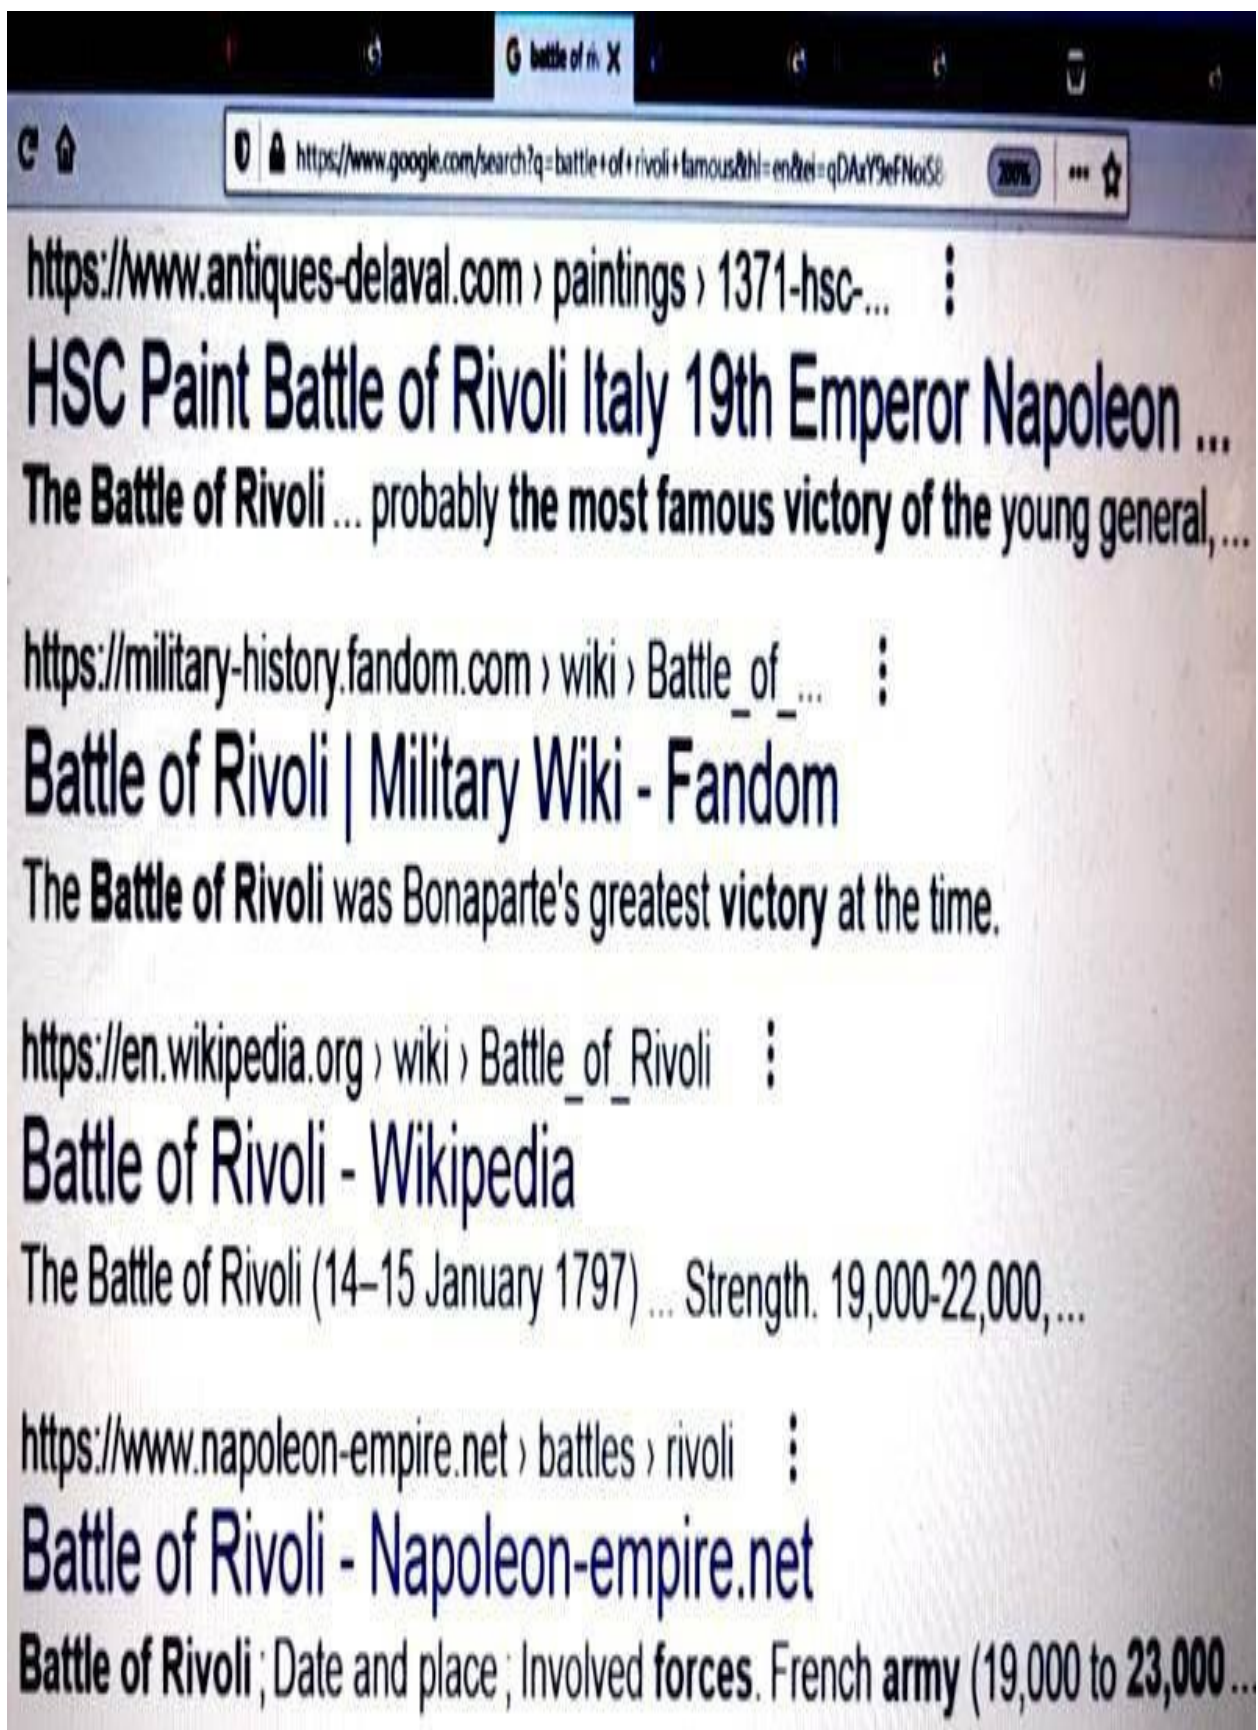 battle of ri X
https://www.google.com/search?q=battle+of+rivoli+famous&hl=en&ei=qDAxY9eFNoiS8 200% ...
https://www.antiques-delaval.com › paintings › 1371-hsc-...
HSC Paint Battle of Rivoli Italy 19th Emperor Napoleon ...
The Battle of Rivoli ... probably the most famous victory of the young general, ...
https://military-history.fandom.com › wiki › Battle_of_...
Battle of Rivoli | Military Wiki - Fandom
The Battle of Rivoli was Bonaparte's greatest victory at the time.
https://en.wikipedia.org › wiki › Battle_of_Rivoli
Battle of Rivoli - Wikipedia
The Battle of Rivoli (14–15 January 1797) ... Strength. 19,000-22,000, ...
https://www.napoleon-empire.net › battles › rivoli
Battle of Rivoli - Napoleon-empire.net
Battle of Rivoli ; Date and place ; Involved forces. French army (19,000 to 23,000 ...